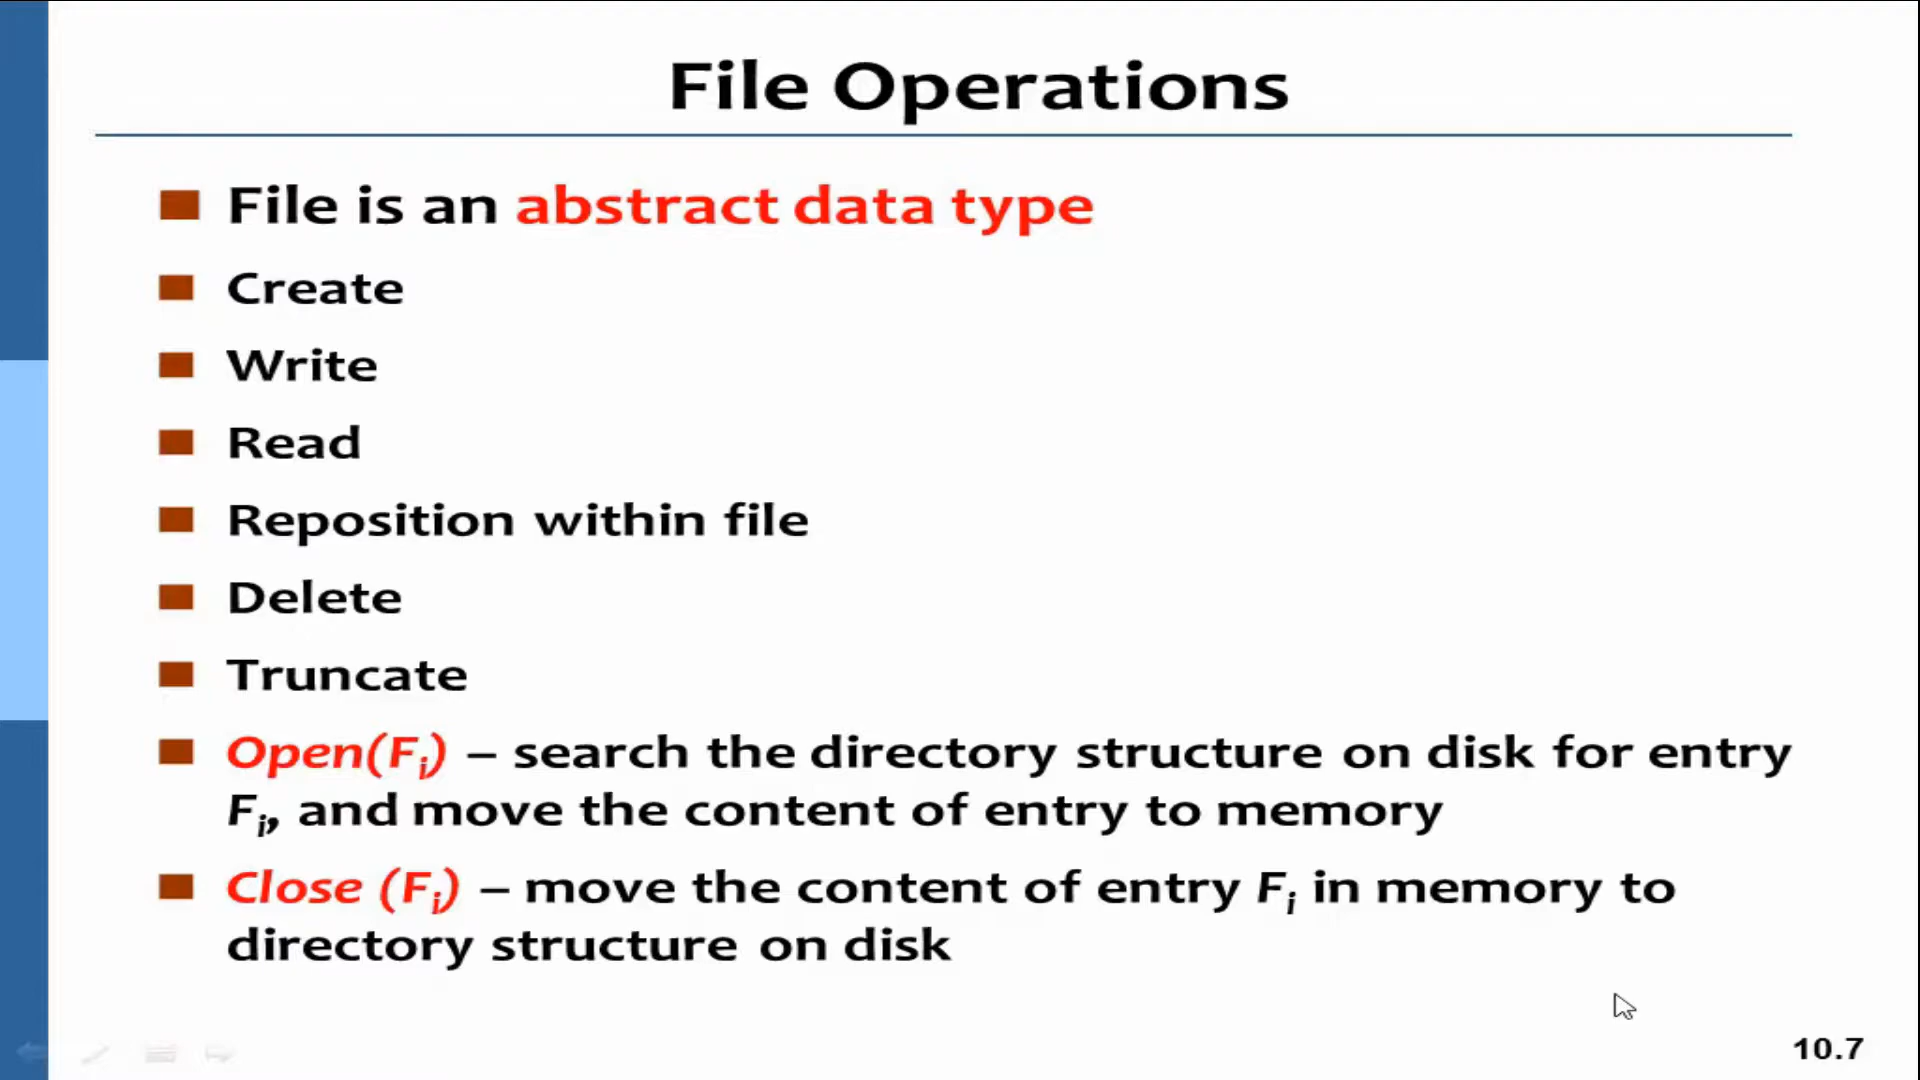 File Operations
File is an abstract data type
Create
Write
Read
Reposition within file
Delete
Truncate
Open(Fi) – search the directory structure on disk for entry
Fi, and move the content of entry to memory
Close (Fi) – move the content of entry Fi in memory to
directory structure on disk
10.7